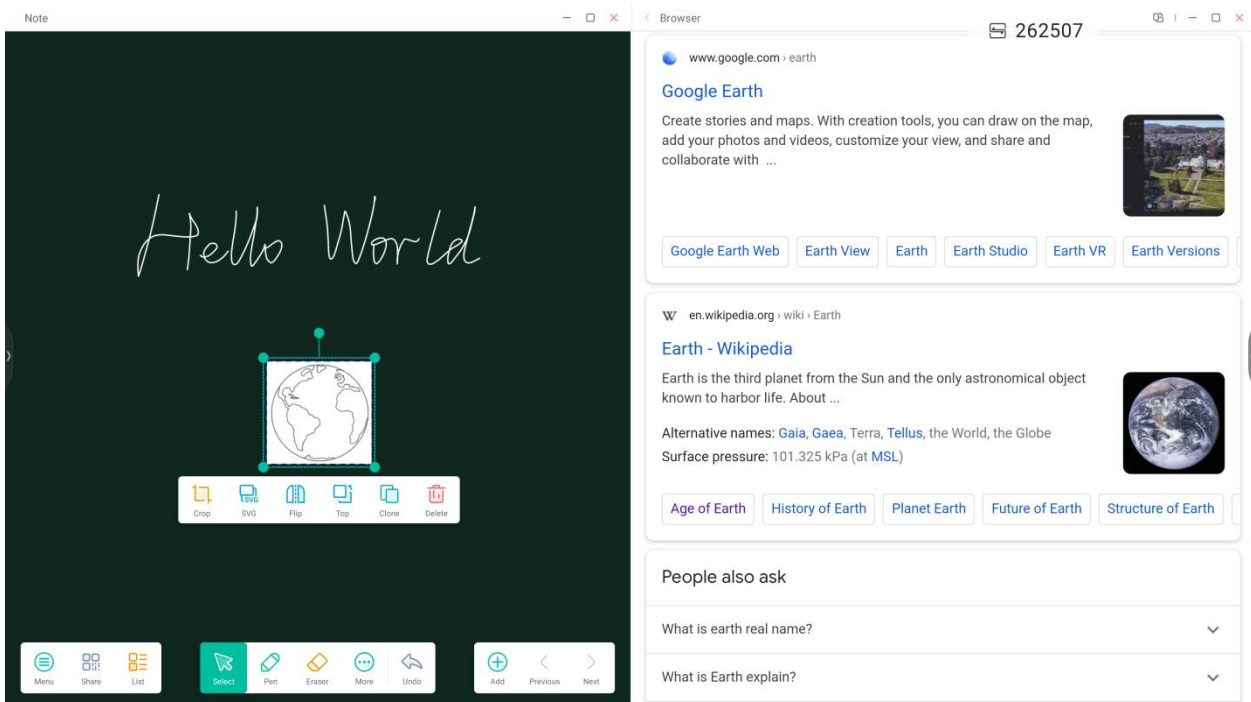 Note
Hello World
Crop SVG Flip Top Clone Delete
Menu Share List Select Pen Eraser More Undo Add Previous Next
Browser
262507
www.google.com › earth
Google Earth
Create stories and maps. With creation tools, you can draw on the map,
add your photos and videos, customize your view, and share and
collaborate with ...
Google Earth Web Earth View Earth Earth Studio Earth VR Earth Versions
W en.wikipedia.org › wiki › Earth
Earth - Wikipedia
Earth is the third planet from the Sun and the only astronomical object
known to harbor life. About ...
Alternative names: Gaia, Gaea, Terra, Tellus, the World, the Globe
Surface pressure: 101.325 kPa (at MSL)
Age of Earth History of Earth Planet Earth Future of Earth Structure of Earth
People also ask
What is earth real name?
What is Earth explain?